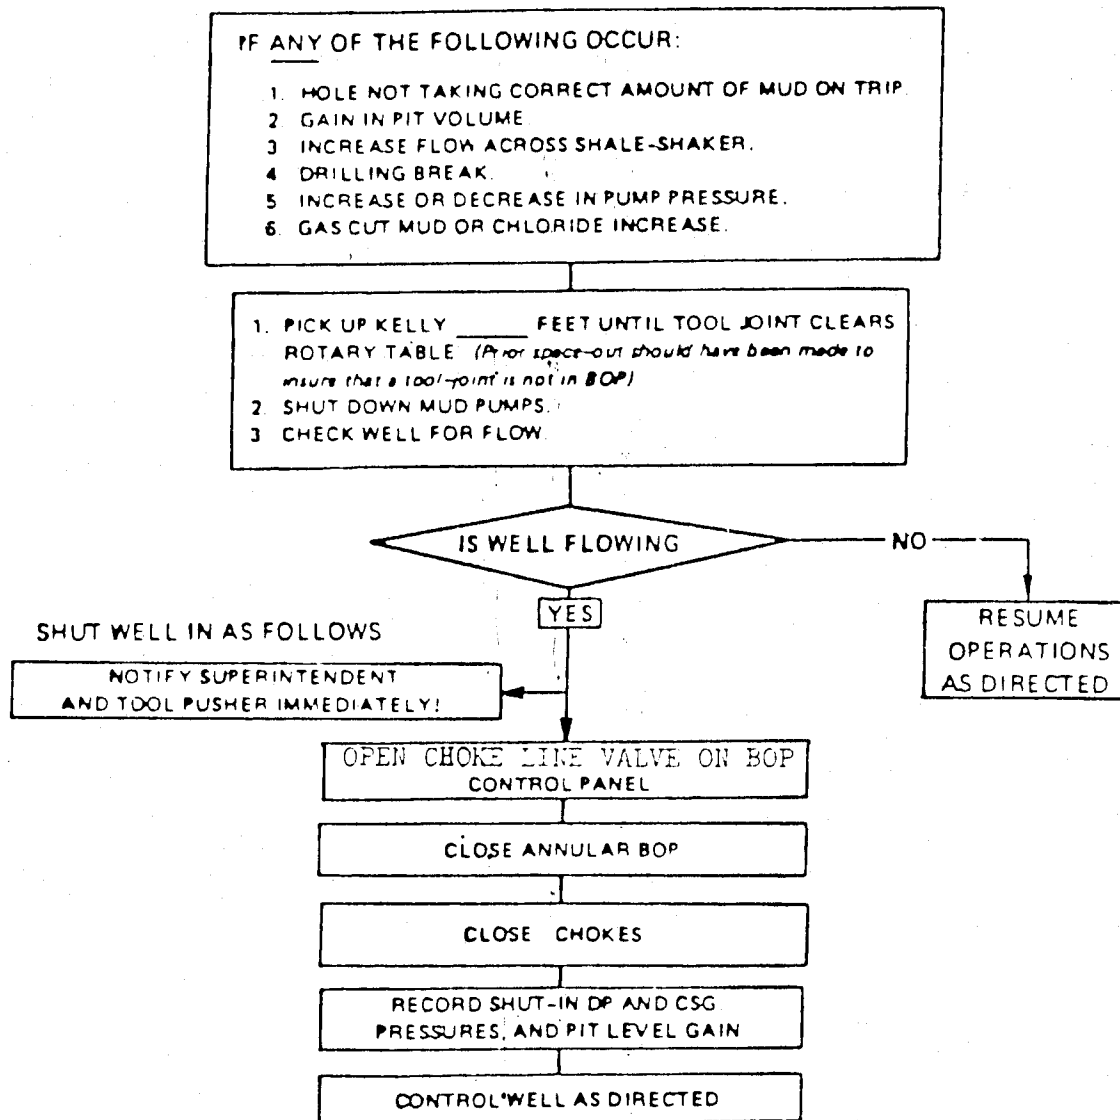 IF ANY OF THE FOLLOWING OCCUR:
1. HOLE NOT TAKING CORRECT AMOUNT OF MUD ON TRIP.
2. GAIN IN PIT VOLUME.
3 INCREASE FLOW ACROSS SHALE-SHAKER.
4 DRILLING BREAK.
5 INCREASE OR DECREASE IN PUMP PRESSURE.
6. GAS CUT MUD OR CHLORIDE INCREASE.
1. PICK UP KELLY ______ FEET UNTIL TOOL JOINT CLEARS
ROTARY TABLE (Prior space-out should have been made to
insure that a tool-joint is not in BOP)
2. SHUT DOWN MUD PUMPS.
3 CHECK WELL FOR FLOW.
IS WELL FLOWING
NO
YES
RESUME
OPERATIONS
AS DIRECTED
SHUT WELL IN AS FOLLOWS
NOTIFY SUPERINTENDENT
AND TOOL PUSHER IMMEDIATELY!
OPEN CHOKE LINE VALVE ON BOP
CONTROL PANEL
CLOSE ANNULAR BOP
CLOSE CHOKES
RECORD SHUT-IN DP AND CSG
PRESSURES, AND PIT LEVEL GAIN
CONTROL WELL AS DIRECTED